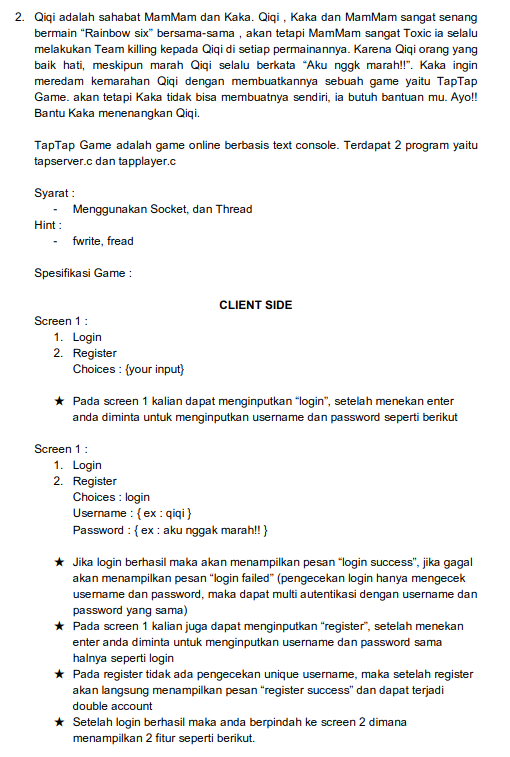 2. Qiqi adalah sahabat MamMam dan Kaka. Qiqi , Kaka dan MamMam sangat senang
bermain “Rainbow six” bersama-sama , akan tetapi MamMam sangat Toxic ia selalu
melakukan Team killing kepada Qiqi di setiap permainannya. Karena Qiqi orang yang
baik hati, meskipun marah Qiqi selalu berkata “Aku nggk marah!!”. Kaka ingin
meredam kemarahan Qiqi dengan membuatkannya sebuah game yaitu TapTap
Game. akan tetapi Kaka tidak bisa membuatnya sendiri, ia butuh bantuan mu. Ayo!!
Bantu Kaka menenangkan Qiqi.
TapTap Game adalah game online berbasis text console. Terdapat 2 program yaitu
tapserver.c dan tapplayer.c
Syarat :
- Menggunakan Socket, dan Thread
Hint :
- fwrite, fread
Spesifikasi Game :
CLIENT SIDE
Screen 1 :
1. Login
2. Register
Choices : {your input}
★ Pada screen 1 kalian dapat menginputkan “login”, setelah menekan enter
anda diminta untuk menginputkan username dan password seperti berikut
Screen 1 :
1. Login
2. Register
Choices : login
Username : { ex : qiqi }
Password : { ex : aku nggak marah!! }
★ Jika login berhasil maka akan menampilkan pesan “login success”, jika gagal
akan menampilkan pesan “login failed” (pengecekan login hanya mengecek
username dan password, maka dapat multi autentikasi dengan username dan
password yang sama)
★ Pada screen 1 kalian juga dapat menginputkan “register”, setelah menekan
enter anda diminta untuk menginputkan username dan password sama
halnya seperti login
★ Pada register tidak ada pengecekan unique username, maka setelah register
akan langsung menampilkan pesan “register success” dan dapat terjadi
double account
★ Setelah login berhasil maka anda berpindah ke screen 2 dimana
menampilkan 2 fitur seperti berikut.